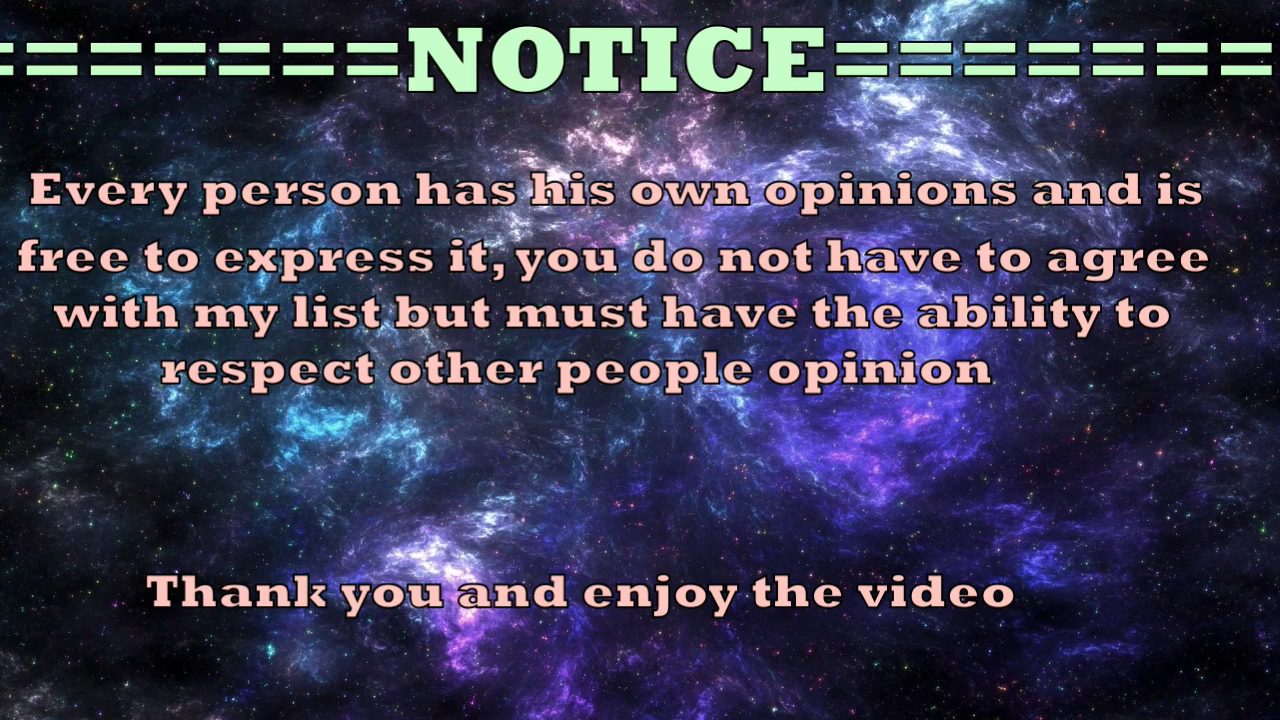 =======NOTICE=======
Every person has his own opinions and is
free to express it, you do not have to agree
with my list but must have the ability to
respect other people opinion
Thank you and enjoy the video